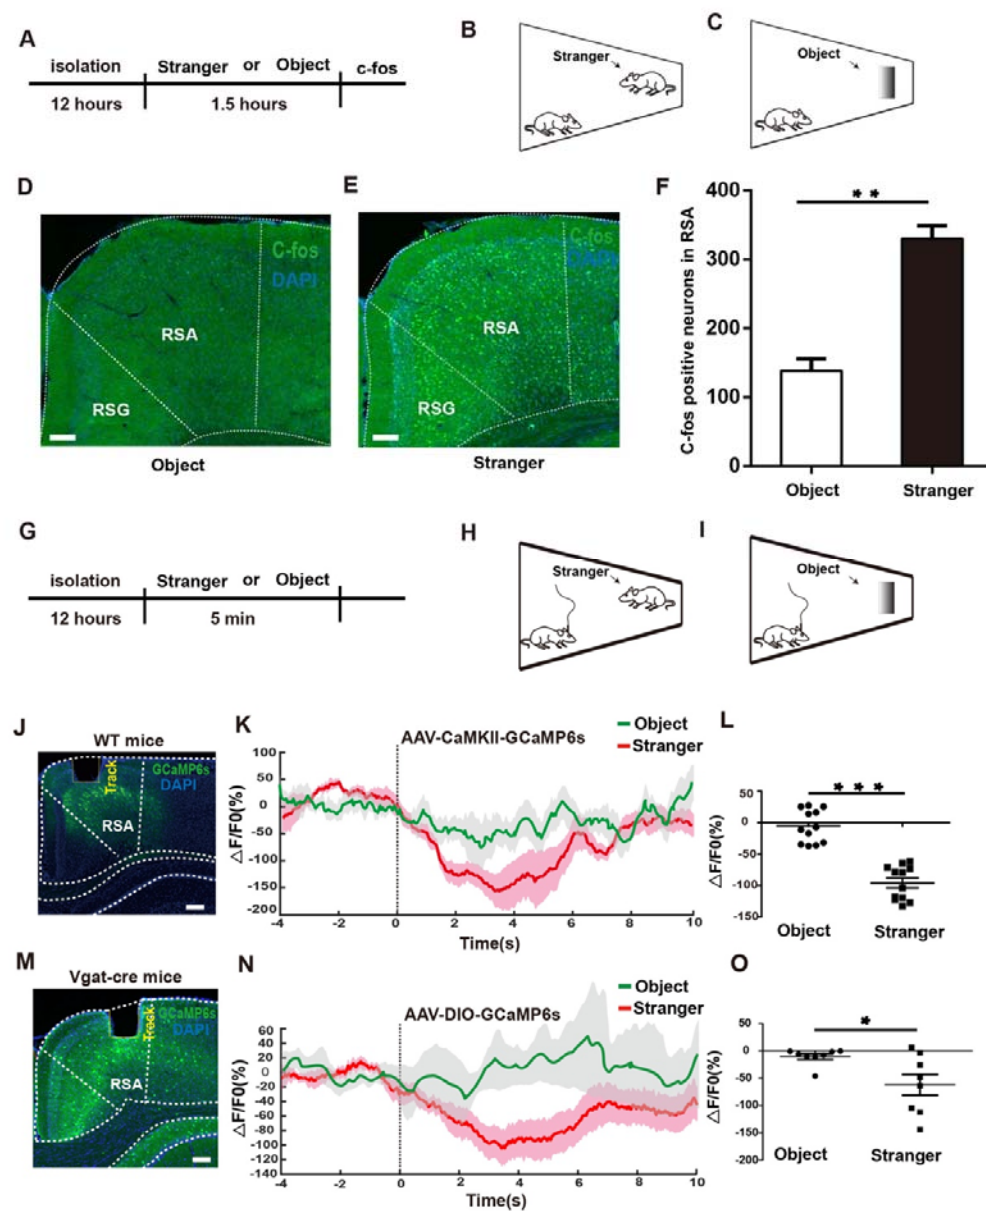 A
isolation
Stranger or Object
c-fos
12 hours
1.5 hours
B
Stranger
C
Object
D
C-fos
DAPI
RSA
RSG
Object
E
C-fos
DAPI
RSA
RSG
Stranger
F
C-fos positive neurons in RSA
400
300
200
100
0
**
Object
Stranger
G
isolation
Stranger or Object
12 hours
5 min
H
Stranger
I
Object
J
WT mice
GCaMP6s
DAPI
Track
RSA
K
AAV-CaMKII-GCaMP6s
Object
Stranger
△F/F0(%)
100
50
0
-50
-100
-150
-200
-4 -2 0 2 4 6 8 10
Time(s)
L
***
△F/F0(%)
50
0
-50
-100
-150
Object
Stranger
M
Vgat-cre mice
GCaMP6s
DAPI
Track
RSA
N
AAV-DIO-GCaMP6s
Object
Stranger
△F/F0(%)
60
40
20
0
-20
-40
-60
-80
-100
-120
-140
-4 -2 0 2 4 6 8 10
Time(s)
O
*
△F/F0(%)
50
0
-50
-100
-150
-200
Object
Stranger